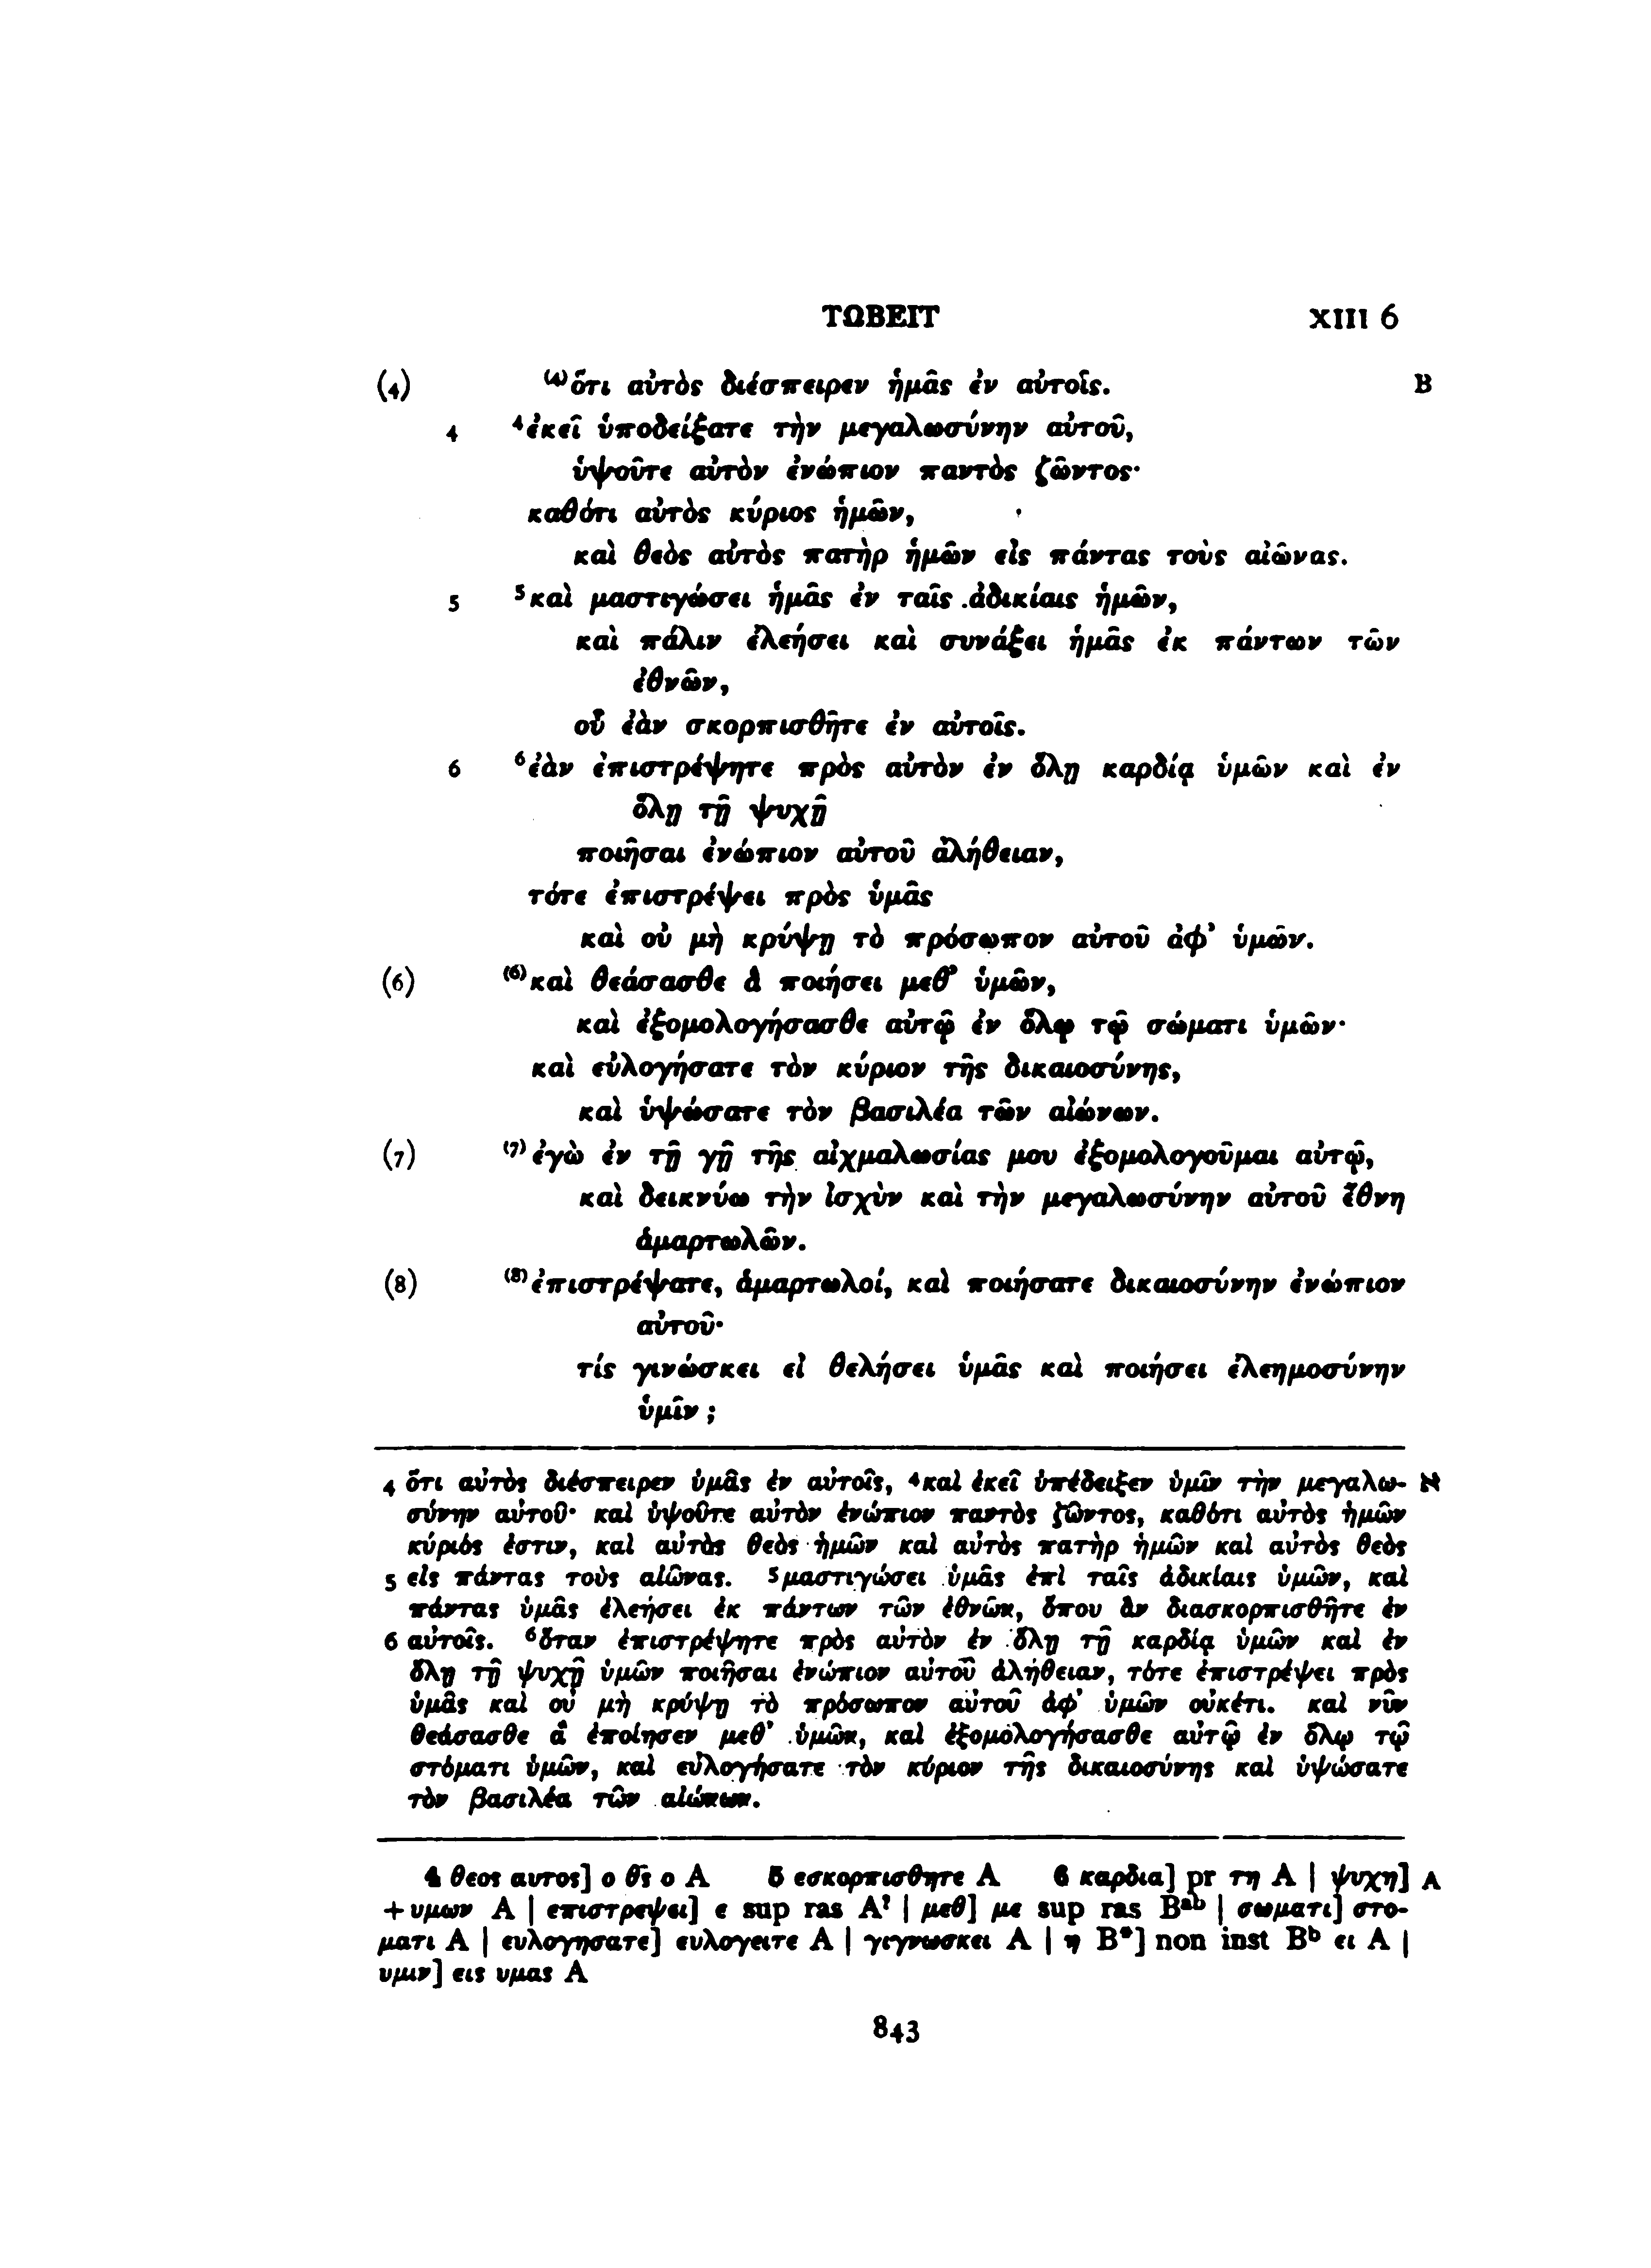 ΤΩΒΕΙΤ XIII 6
(4) ⁽⁴⁾ὅτι αὐτὸς διέσπειρεν ἡμᾶς ἐν αὐτοῖς. B
4 ⁴ἐκεῖ ὑποδείξατε τὴν μεγαλωσύνην αὐτοῦ,
ὑψοῦτε αὐτὸν ἐνώπιον παντὸς ζῶντος·
καθότι αὐτὸς κύριος ἡμῶν,
καὶ θεὸς αὐτὸς πατὴρ ἡμῶν εἰς πάντας τοὺς αἰῶνας.
5 ⁵καὶ μαστιγώσει ἡμᾶς ἐν ταῖς ἀδικίαις ἡμῶν,
καὶ πάλιν ἐλεήσει καὶ συνάξει ἡμᾶς ἐκ πάντων τῶν
ἐθνῶν,
οὗ ἐὰν σκορπισθῆτε ἐν αὐτοῖς.
6 ⁶ἐὰν ἐπιστρέψητε πρὸς αὐτὸν ἐν ὅλῃ καρδίᾳ ὑμῶν καὶ ἐν
ὅλῃ τῇ ψυχῇ
ποιῆσαι ἐνώπιον αὐτοῦ ἀλήθειαν,
τότε ἐπιστρέψει πρὸς ὑμᾶς
καὶ οὐ μὴ κρύψῃ τὸ πρόσωπον αὐτοῦ ἀφ’ ὑμῶν.
(6) ⁽⁶⁾καὶ θεάσασθε ἃ ποιήσει μεθ’ ὑμῶν,
καὶ ἐξομολογήσασθε αὐτῷ ἐν ὅλῳ τῷ σώματι ὑμῶν·
καὶ εὐλογήσατε τὸν κύριον τῆς δικαιοσύνης,
καὶ ὑψώσατε τὸν βασιλέα τῶν αἰώνων.
(7) ⁽⁷⁾ἐγὼ ἐν τῇ γῇ τῆς αἰχμαλωσίας μου ἐξομολογοῦμαι αὐτῷ,
καὶ δεικνύω τὴν ἰσχὺν καὶ τὴν μεγαλωσύνην αὐτοῦ ἔθνη
ἁμαρτωλῶν.
(8) ⁽⁸⁾ἐπιστρέψατε, ἁμαρτωλοί, καὶ ποιήσατε δικαιοσύνην ἐνώπιον
αὐτοῦ·
τίς γινώσκει εἰ θελήσει ὑμᾶς καὶ ποιήσει ἐλεημοσύνην
ὑμῖν ;
4 ὅτι αὐτὸς διέσπειρεν ὑμᾶς ἐν αὐτοῖς, ⁴καὶ ἐκεῖ ὑπέδειξεν ὑμῖν τὴν μεγαλω- א
σύνην αὐτοῦ· καὶ ὑψοῦτε αὐτὸν ἐνώπιον παντὸς ζῶντος, καθότι αὐτὸς ἡμῶν
κύριός ἐστιν, καὶ αὐτὸς θεὸς ἡμῶν καὶ αὐτὸς πατὴρ ἡμῶν καὶ αὐτὸς θεὸς
5 εἰς πάντας τοὺς αἰῶνας. ⁵μαστιγώσει ὑμᾶς ἐπὶ ταῖς ἀδικίαις ὑμῶν, καὶ
πάντας ὑμᾶς ἐλεήσει ἐκ πάντων τῶν ἐθνῶν, ὅπου ἂν διασκορπισθῆτε ἐν
6 αὐτοῖς. ⁶ὅταν ἐπιστρέψητε πρὸς αὐτὸν ἐν ὅλῃ τῇ καρδίᾳ ὑμῶν καὶ ἐν
ὅλῃ τῇ ψυχῇ ὑμῶν ποιῆσαι ἐνώπιον αὐτοῦ ἀλήθειαν, τότε ἐπιστρέψει πρὸς
ὑμᾶς καὶ οὐ μὴ κρύψῃ τὸ πρόσωπον αὐτοῦ ἀφ’ ὑμῶν οὐκέτι. καὶ νῦν
θεάσασθε ἃ ἐποίησεν μεθ’ ὑμῶν, καὶ ἐξομολογήσασθε αὐτῷ ἐν ὅλῳ τῷ
στόματι ὑμῶν, καὶ εὐλογήσατε τὸν κύριον τῆς δικαιοσύνης καὶ ὑψώσατε
τὸν βασιλέα τῶν αἰώνων.
4 θεος αυτος] ο θ̅ς̅ ο A 5 εσκορπισθητε A 6 καρδια] pr τη A | ψυχη] A
+υμων A | επιστρεψει] ε sup ras A? | μεθ] με sup ras Bᵃᵇ | σωματι] στο-
ματι A | ευλογησατε] ευλογειτε A | γιγνωσκει A | η B*] non inst Bᵇ ει A |
υμιν] εις υμας A
843